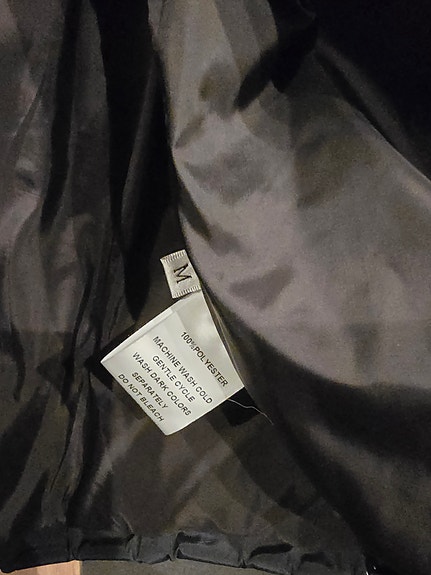 M
100%POLYESTER
MACHINE WASH COLD
GENTLE CYCLE
WASH DARK COLORS
SEPARATELY
DO NOT BLEACH